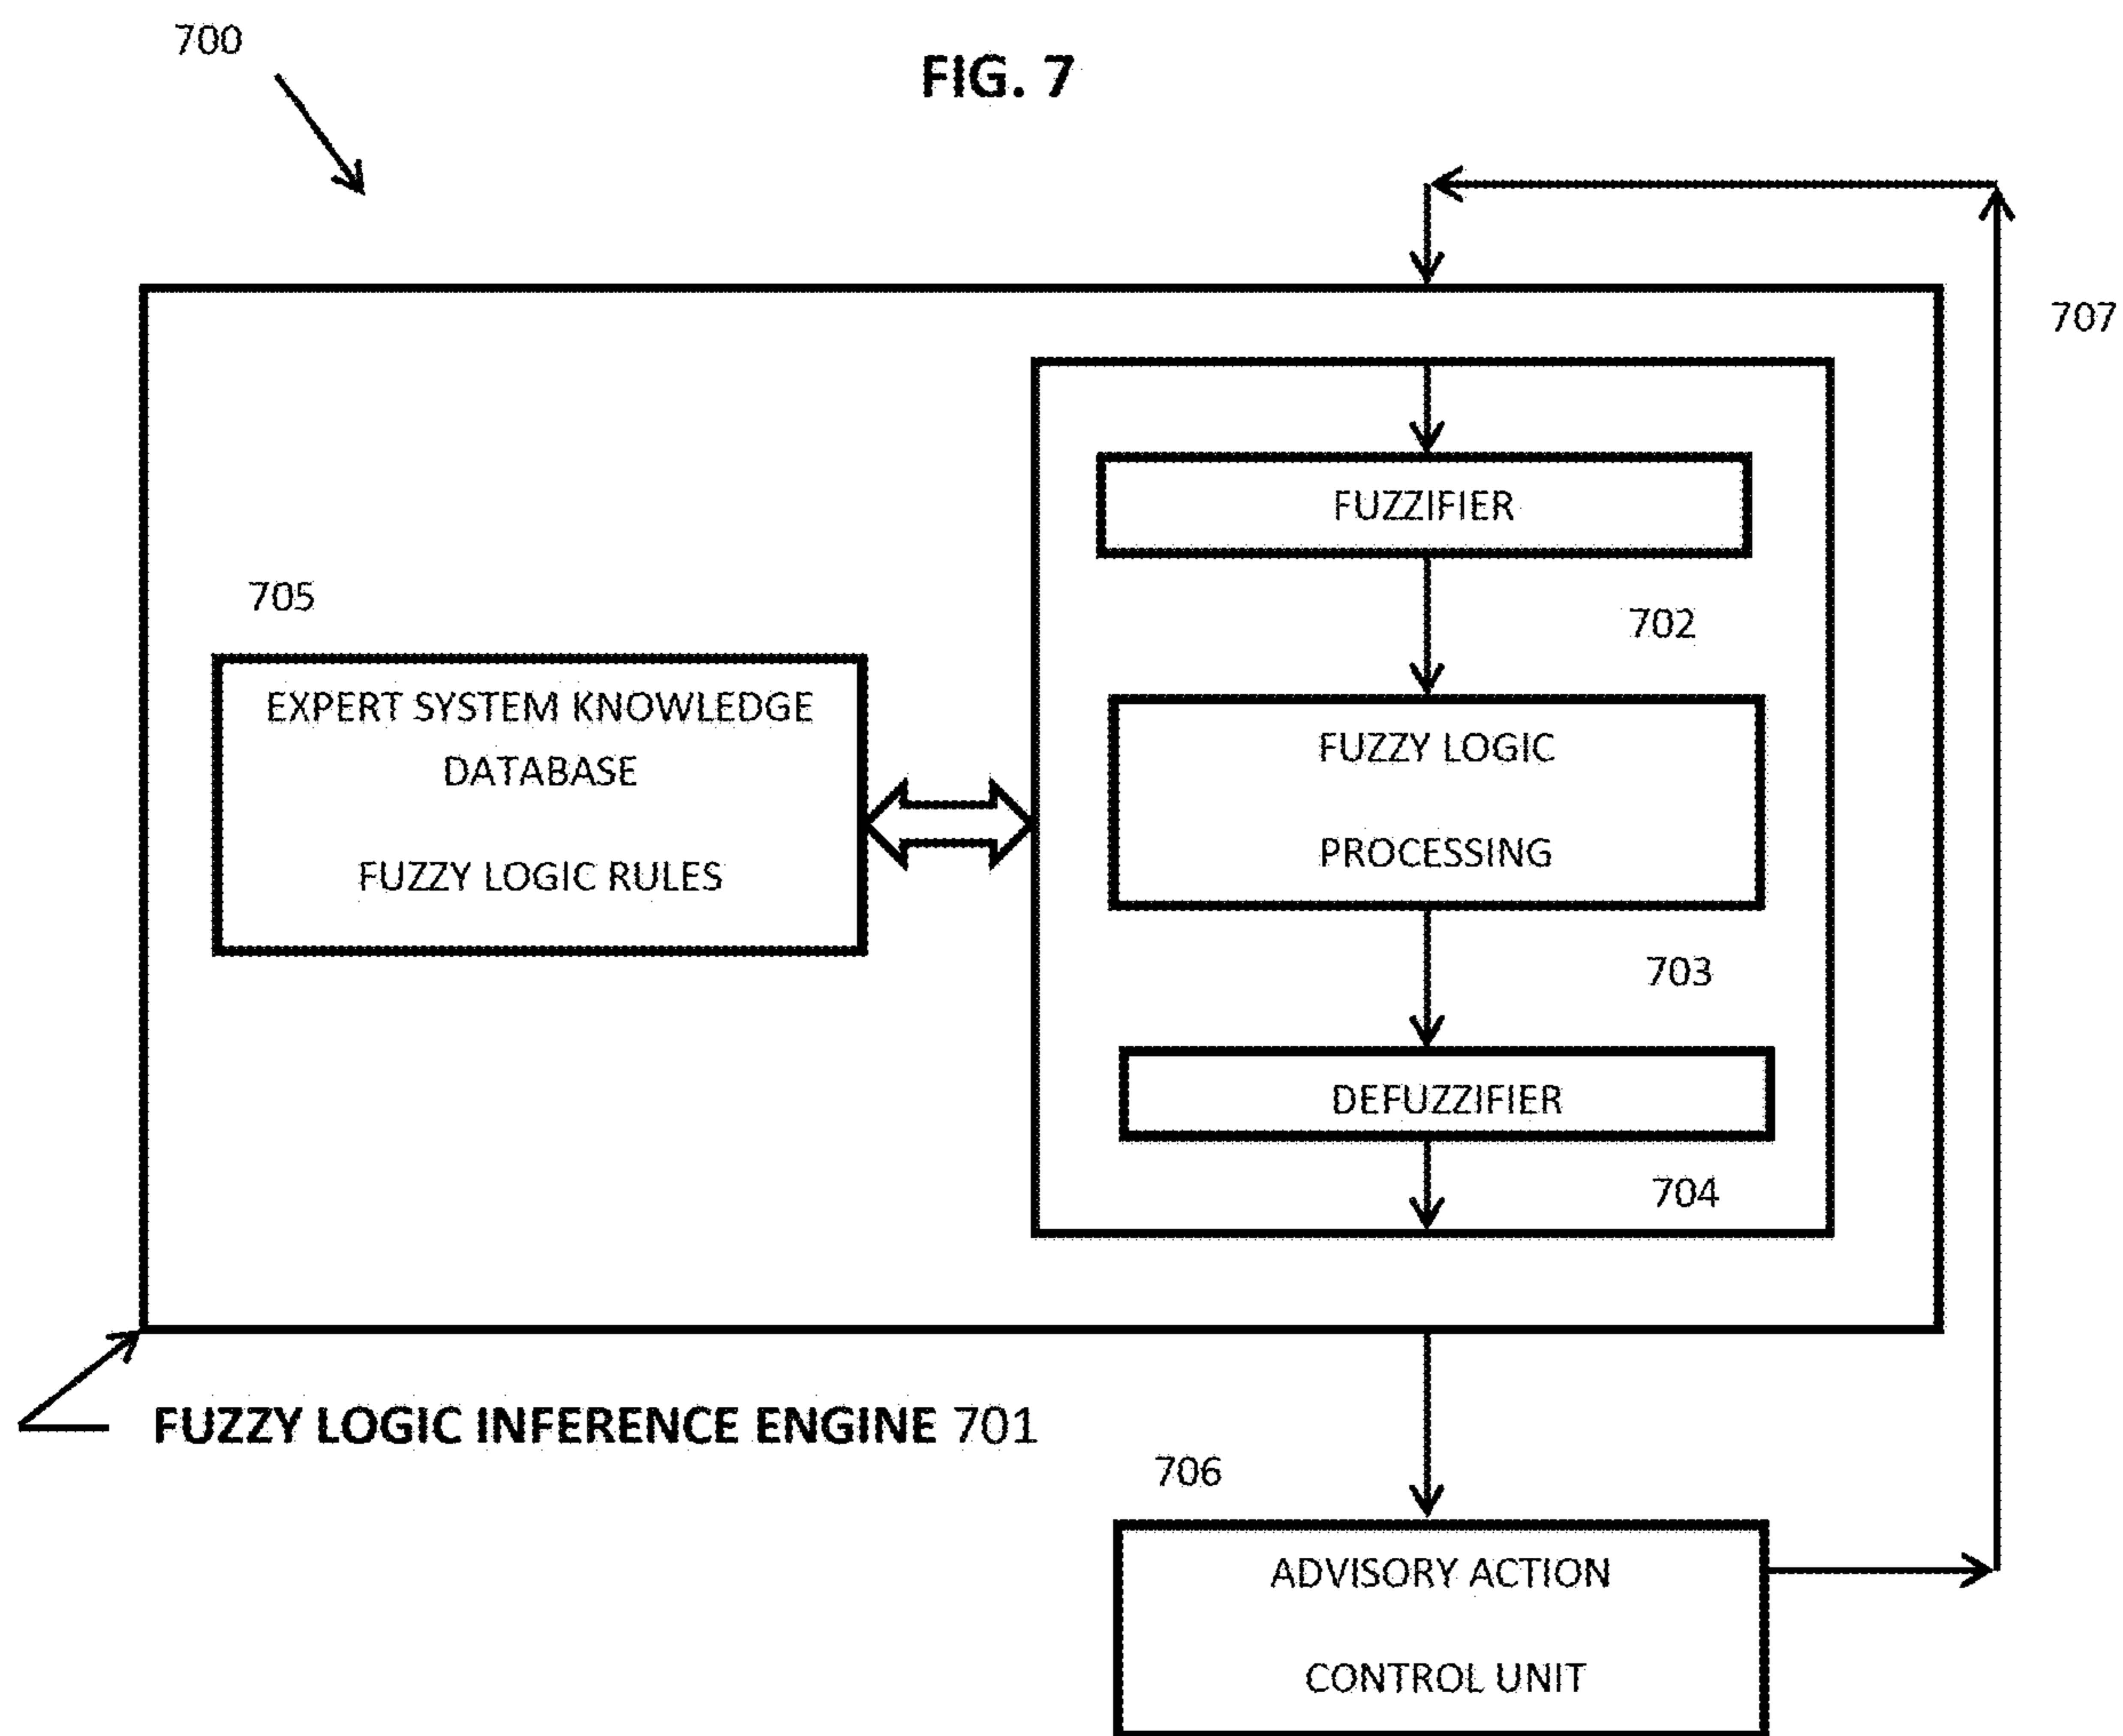 700
FIG. 7
707
FUZZIFIER
705
702
EXPERT SYSTEM KNOWLEDGE
DATABASE
FUZZY LOGIC RULES
FUZZY LOGIC
PROCESSING
703
DEFUZZIFIER
704
FUZZY LOGIC INFERENCE ENGINE 701
706
ADVISORY ACTION
CONTROL UNIT